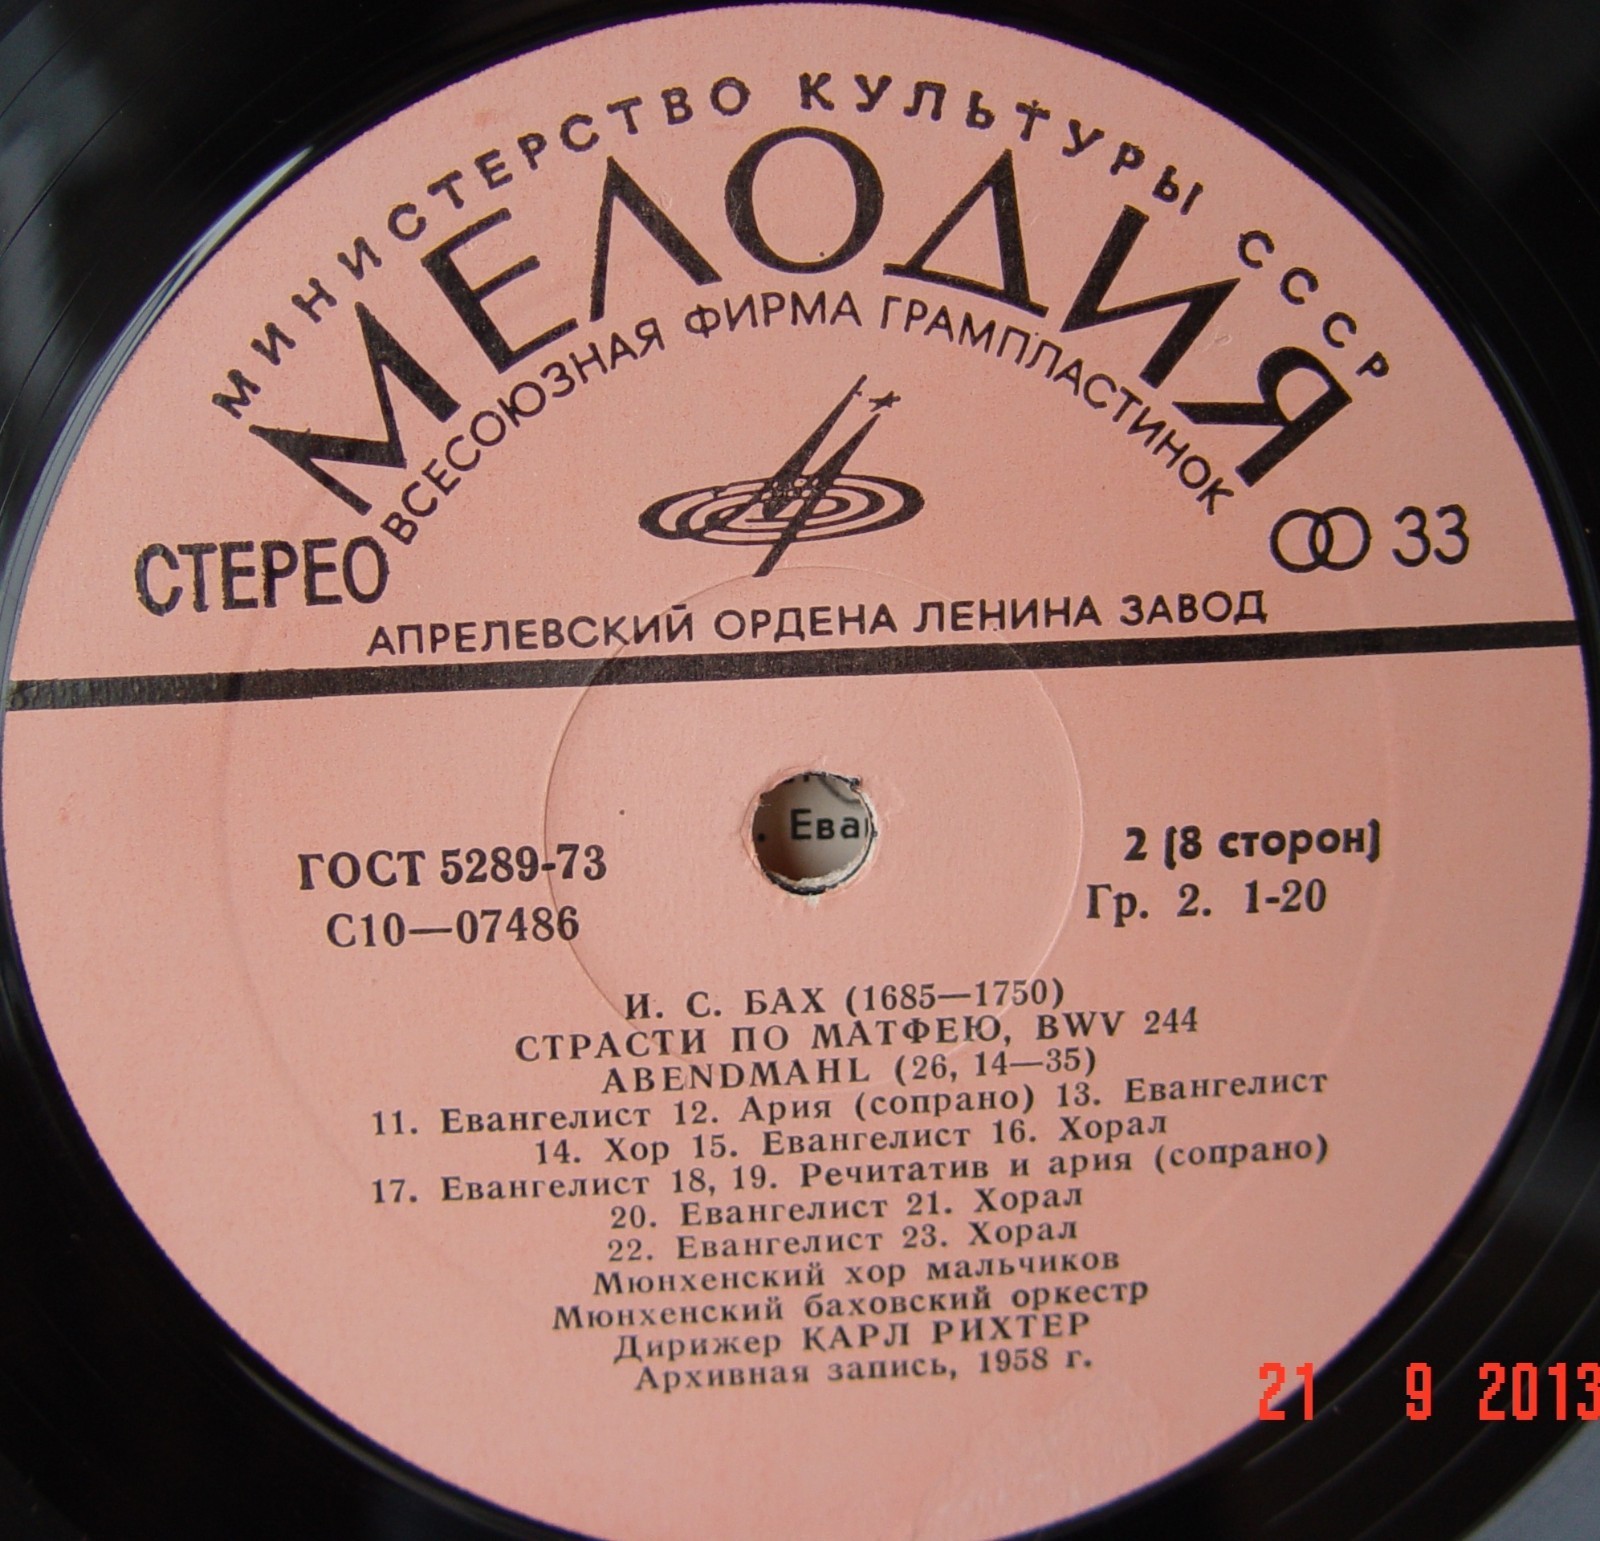 МИНИСТЕРСТВО КУЛЬТУРЫ СССР
МЕЛОДИЯ
ВСЕСОЮЗНАЯ ФИРМА ГРАМПЛАСТИНОК
СТЕРЕО
33
АПРЕЛЕВСКИЙ ОРДЕНА ЛЕНИНА ЗАВОД
Ева
ГОСТ 5289-73
2 (8 сторон)
С10—07486
Гр. 2. 1-20
И. С. БАХ (1685—1750)
СТРАСТИ ПО МАТФЕЮ, BWV 244
ABENDMAHL (26, 14—35)
11. Евангелист 12. Ария (сопрано) 13. Евангелист
14. Хор 15. Евангелист 16. Хорал
17. Евангелист 18, 19. Речитатив и ария (сопрано)
20. Евангелист 21. Хорал
22. Евангелист 23. Хорал
Мюнхенский хор мальчиков
Мюнхенский баховский оркестр
Дирижер КАРЛ РИХТЕР
Архивная запись, 1958 г.
21 9 2013